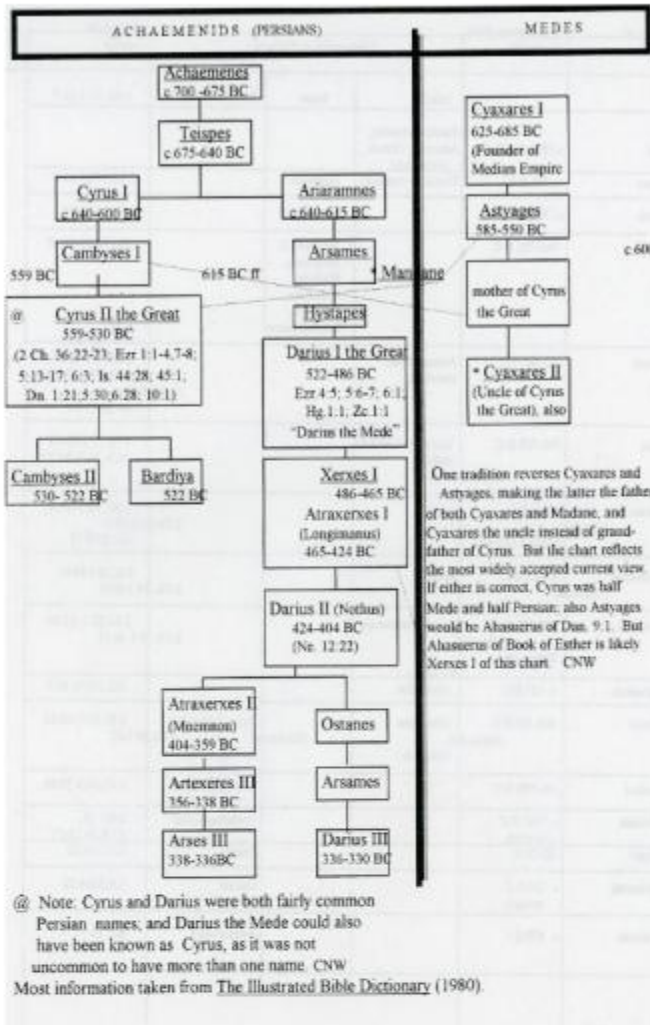 ACHAEMENIDS (PERSIANS)
MEDES
Achaemenes
c.700 -675 BC
Teispes
c.675-640 BC
Cyrus I
c.640-600 BC
Ariaramnes
c.640-615 BC
Cambyses I
559 BC
Arsames
615 BC ff
* Mandane
Hystapes
@ Cyrus II the Great
559-530 BC
(2 Ch. 36:22-23; Ezr 1:1-4,7-8;
5:13-17; 6:3; Is. 44:28; 45:1;
Dn. 1:21;5:30;6:28; 10:1)
Cambyses II
530- 522 BC
Bardiya
522 BC
Darius I the Great
522-486 BC
Ezr 4:5; 5:6-7; 6:1;
Hg.1:1; Zc.1:1
"Darius the Mede"
Xerxes I
486-465 BC
Atraxerxes I
(Longimanus)
465-424 BC
Darius II (Nothus)
424-404 BC
(Ne. 12:22)
Atraxerxes II
(Mnemnon)
404-359 BC
Artexeres III
356-338 BC
Arses III
338-336BC
Ostanes
Arsames
Darius III
336-330 BC
Cyaxares I
625-685 BC
(Founder of
Median Empire
Astyages
585-550 BC
c 600
mother of Cyrus
the Great
* Cyaxares II
(Uncle of Cyrus
the Great), also
One tradition reverses Cyaxares and
Astyages, making the latter the father
of both Cyaxares and Madane, and
Cyaxares the uncle instead of grand-
father of Cyrus. But the chart reflects
the most widely accepted current view.
If either is correct, Cyrus was half
Mede and half Persian; also Astyages
would be Ahasuerus of Dan. 9:1. But
Ahasuerus of Book of Esther is likely
Xerxes I of this chart. CNW
@ Note: Cyrus and Darius were both fairly common
Persian names; and Darius the Mede could also
have been known as Cyrus, as it was not
uncommon to have more than one name. CNW
Most information taken from The Illustrated Bible Dictionary (1980).